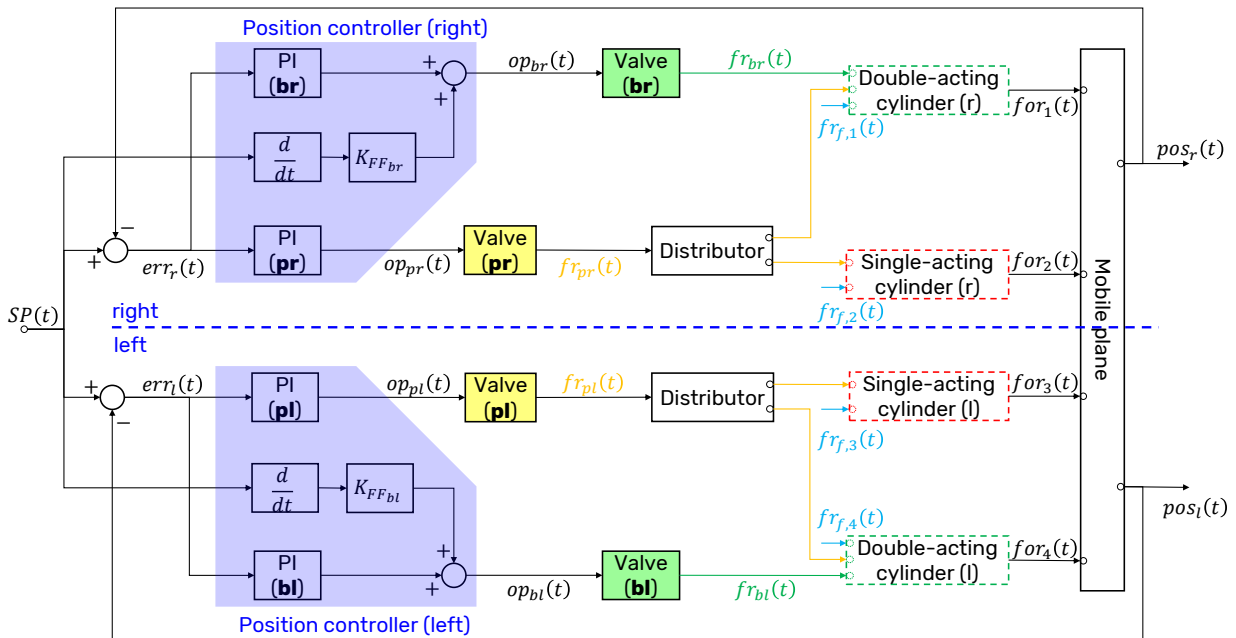 Position controller (right)
PI
(br)
+
+
op_br(t)
Valve
(br)
fr_br(t)
Double-acting
cylinder (r)
for_1(t)
fr_f,1(t)
d
dt
K_FF_br
pos_r(t)
−
+
err_r(t)
PI
(pr)
op_pr(t)
Valve
(pr)
fr_pr(t)
Distributor
Single-acting
cylinder (r)
for_2(t)
fr_f,2(t)
Mobile plane
SP(t)
right
left
+
−
err_l(t)
PI
(pl)
op_pl(t)
Valve
(pl)
fr_pl(t)
Distributor
Single-acting
cylinder (l)
for_3(t)
fr_f,3(t)
d
dt
K_FF_bl
pos_l(t)
fr_f,4(t)
+
+
PI
(bl)
op_bl(t)
Valve
(bl)
fr_bl(t)
Double-acting
cylinder (l)
for_4(t)
Position controller (left)